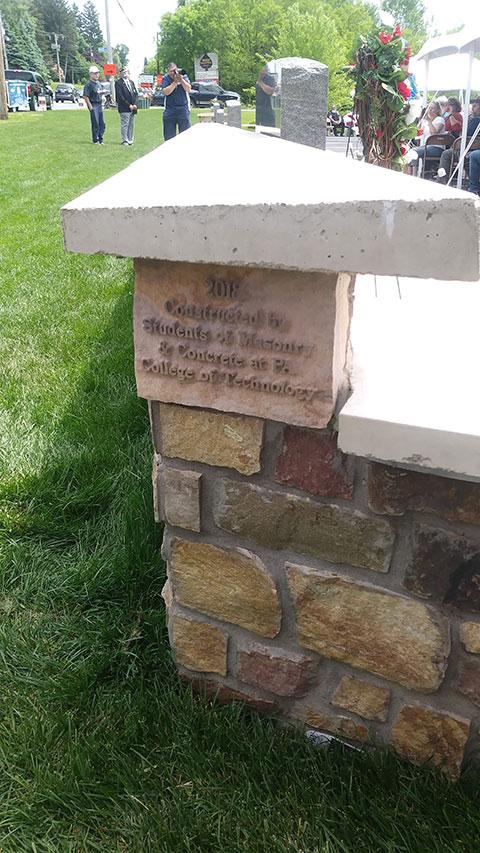 2018
Constructed by
Students of Masonry
& Concrete at Pa.
College of Technology